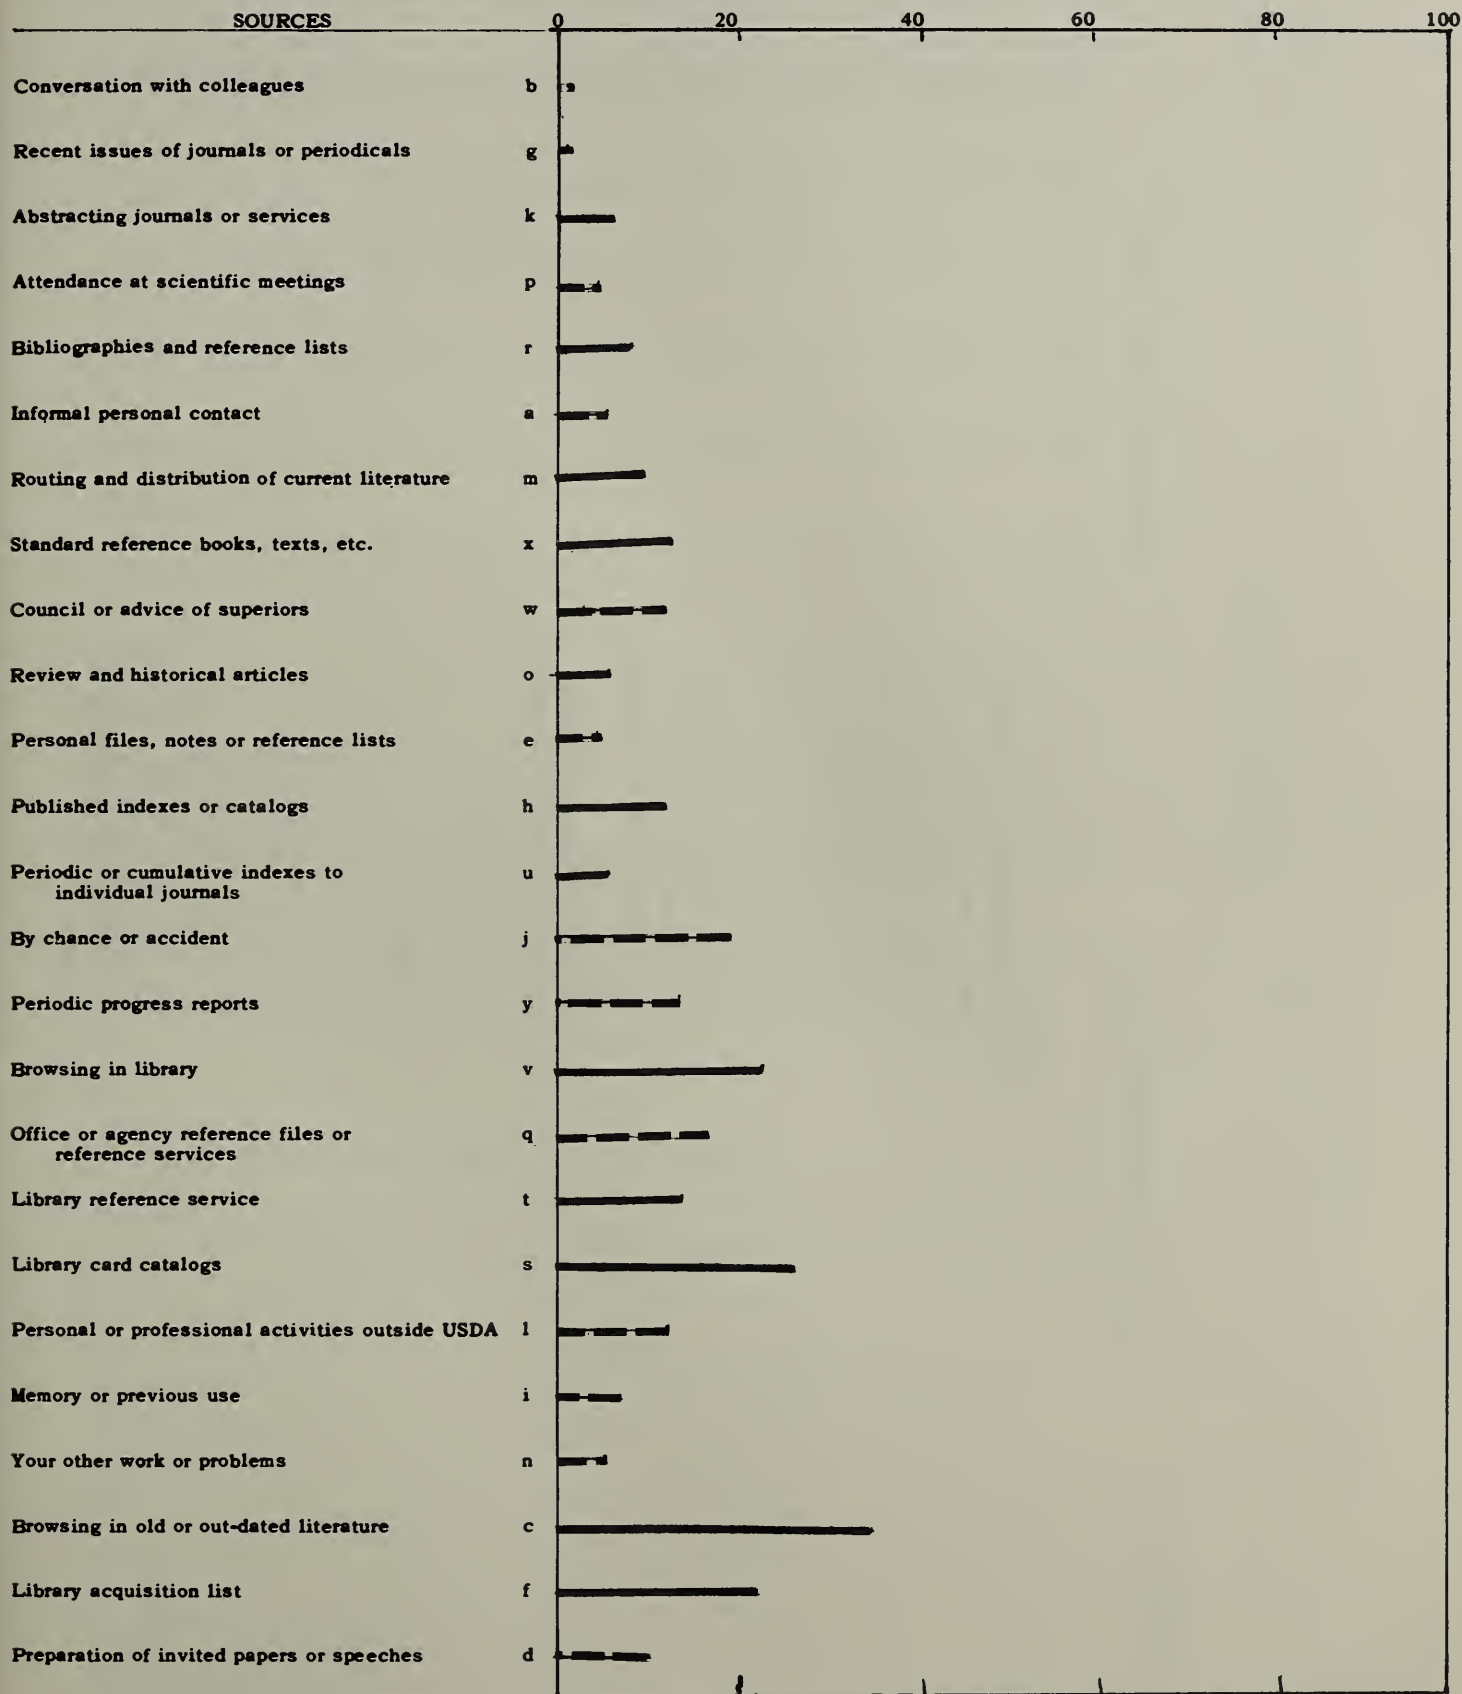 SOURCES 0 20 40 60 80 100
Conversation with colleagues b
Recent issues of journals or periodicals g
Abstracting journals or services k
Attendance at scientific meetings p
Bibliographies and reference lists r
Informal personal contact a
Routing and distribution of current literature m
Standard reference books, texts, etc. x
Council or advice of superiors w
Review and historical articles o
Personal files, notes or reference lists e
Published indexes or catalogs h
Periodic or cumulative indexes to u
individual journals
By chance or accident j
Periodic progress reports y
Browsing in library v
Office or agency reference files or q
reference services
Library reference service t
Library card catalogs s
Personal or professional activities outside USDA l
Memory or previous use i
Your other work or problems n
Browsing in old or out-dated literature c
Library acquisition list f
Preparation of invited papers or speeches d